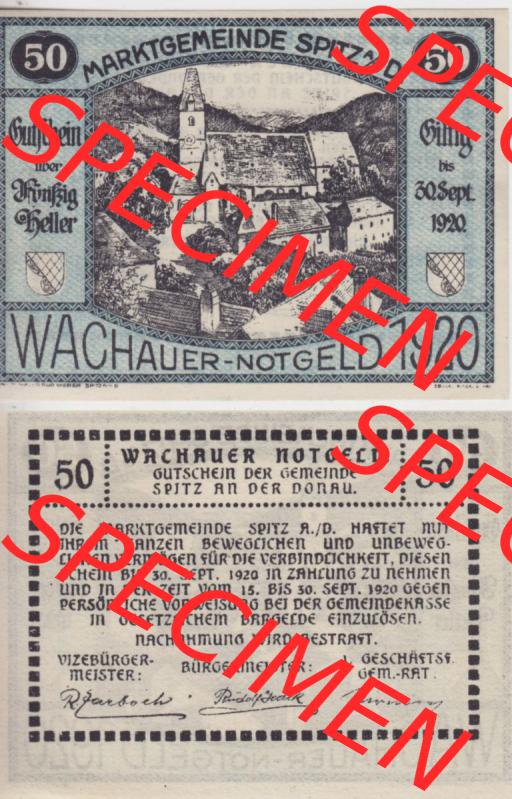 50
MARKTGEMEINDE SPITZ A D
50
SPECIMEN
Gutschein
über
Fünfzig
Heller
Giltig
bis
30. Sept.
1920.
SPECIMEN
WACHAUER-NOTGELD 1920
50
WACHAUER NOTGELD
GUTSCHEIN DER GEMEINDE
SPITZ AN DER DONAU.
50
SPECIMEN
DIE MARKTGEMEINDE SPITZ A./D. HAFTET MIT
IHREM GANZEN BEWEGLICHEN UND UNBEWEG-
LICHEN VERMÖGEN FÜR DIE VERBINDLICHKEIT, DIESEN
SCHEIN BIS 30. SEPT. 1920 IN ZAHLUNG ZU NEHMEN
UND IN DER ZEIT VOM 15. BIS 30. SEPT. 1920 GEGEN
PERSÖNLICHE VORWEISUNG BEI DER GEMEINDEKASSE
IN GESETZLICHEM BARGELDE EINZULÖSEN.
NACHAHMUNG WIRD BESTRAFT.
SPECIMEN
VIZEBÜRGER-
MEISTER:
BÜRGERMEISTER:
GESCHÄFTSF.
GEM.-RAT.